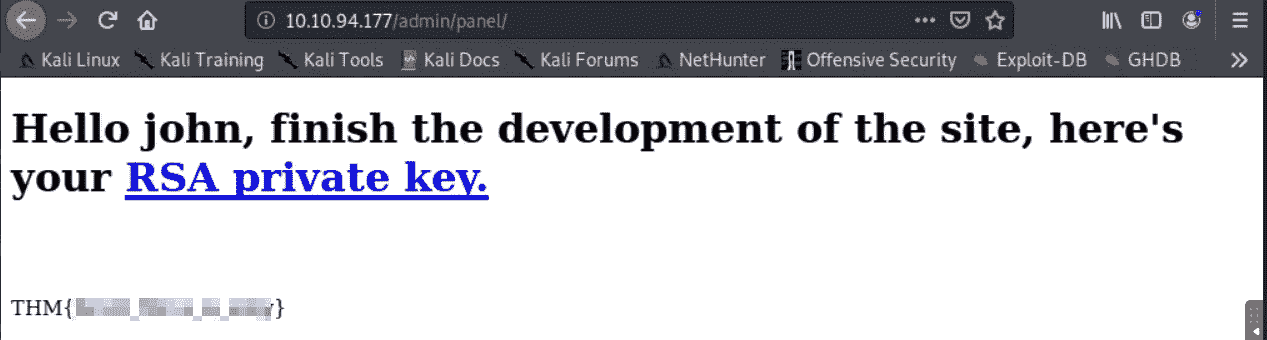 10.10.94.177/admin/panel/
Kali Linux Kali Training Kali Tools Kali Docs Kali Forums NetHunter Offensive Security Exploit-DB GHDB
Hello john, finish the development of the site, here's
your RSA private key.
THM{ }